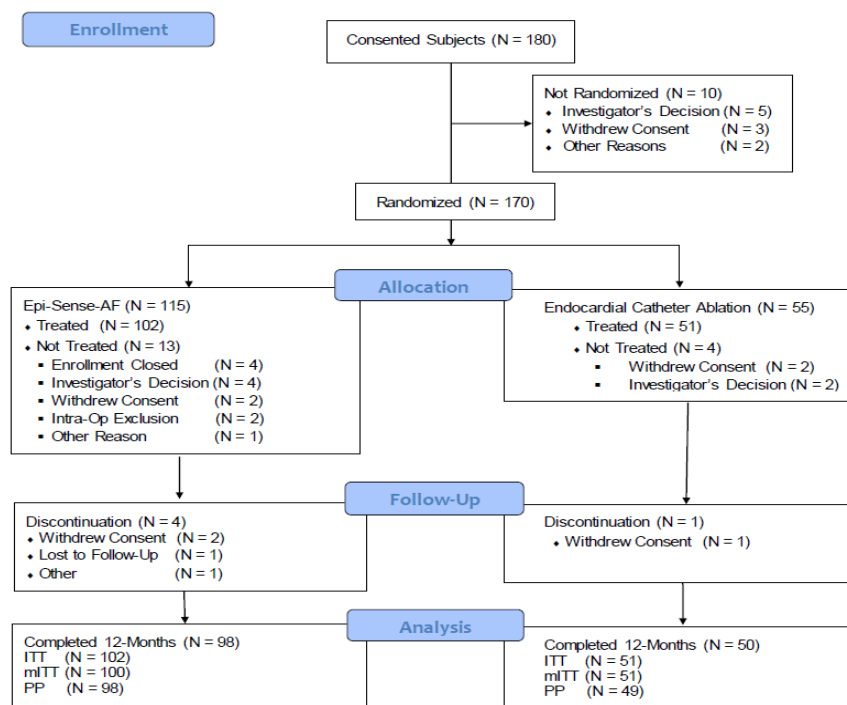 Enrollment
Consented Subjects (N = 180)
Not Randomized (N = 10)
⬥ Investigator's Decision (N = 5)
⬥ Withdrew Consent (N = 3)
⬥ Other Reasons (N = 2)
Randomized (N = 170)
Allocation
Epi-Sense-AF (N = 115)
⬥ Treated (N = 102)
⬥ Not Treated (N = 13)
▪ Enrollment Closed (N = 4)
▪ Investigator's Decision (N = 4)
▪ Withdrew Consent (N = 2)
▪ Intra-Op Exclusion (N = 2)
▪ Other Reason (N = 1)
Endocardial Catheter Ablation (N = 55)
⬥ Treated (N = 51)
⬥ Not Treated (N = 4)
▪ Withdrew Consent (N = 2)
▪ Investigator's Decision (N = 2)
Follow-Up
Discontinuation (N = 4)
⬥ Withdrew Consent (N = 2)
⬥ Lost to Follow-Up (N = 1)
⬥ Other (N = 1)
Discontinuation (N = 1)
⬥ Withdrew Consent (N = 1)
Analysis
Completed 12-Months (N = 98)
ITT (N = 102)
mITT (N = 100)
PP (N = 98)
Completed 12-Months (N = 50)
ITT (N = 51)
mITT (N = 51)
PP (N = 49)